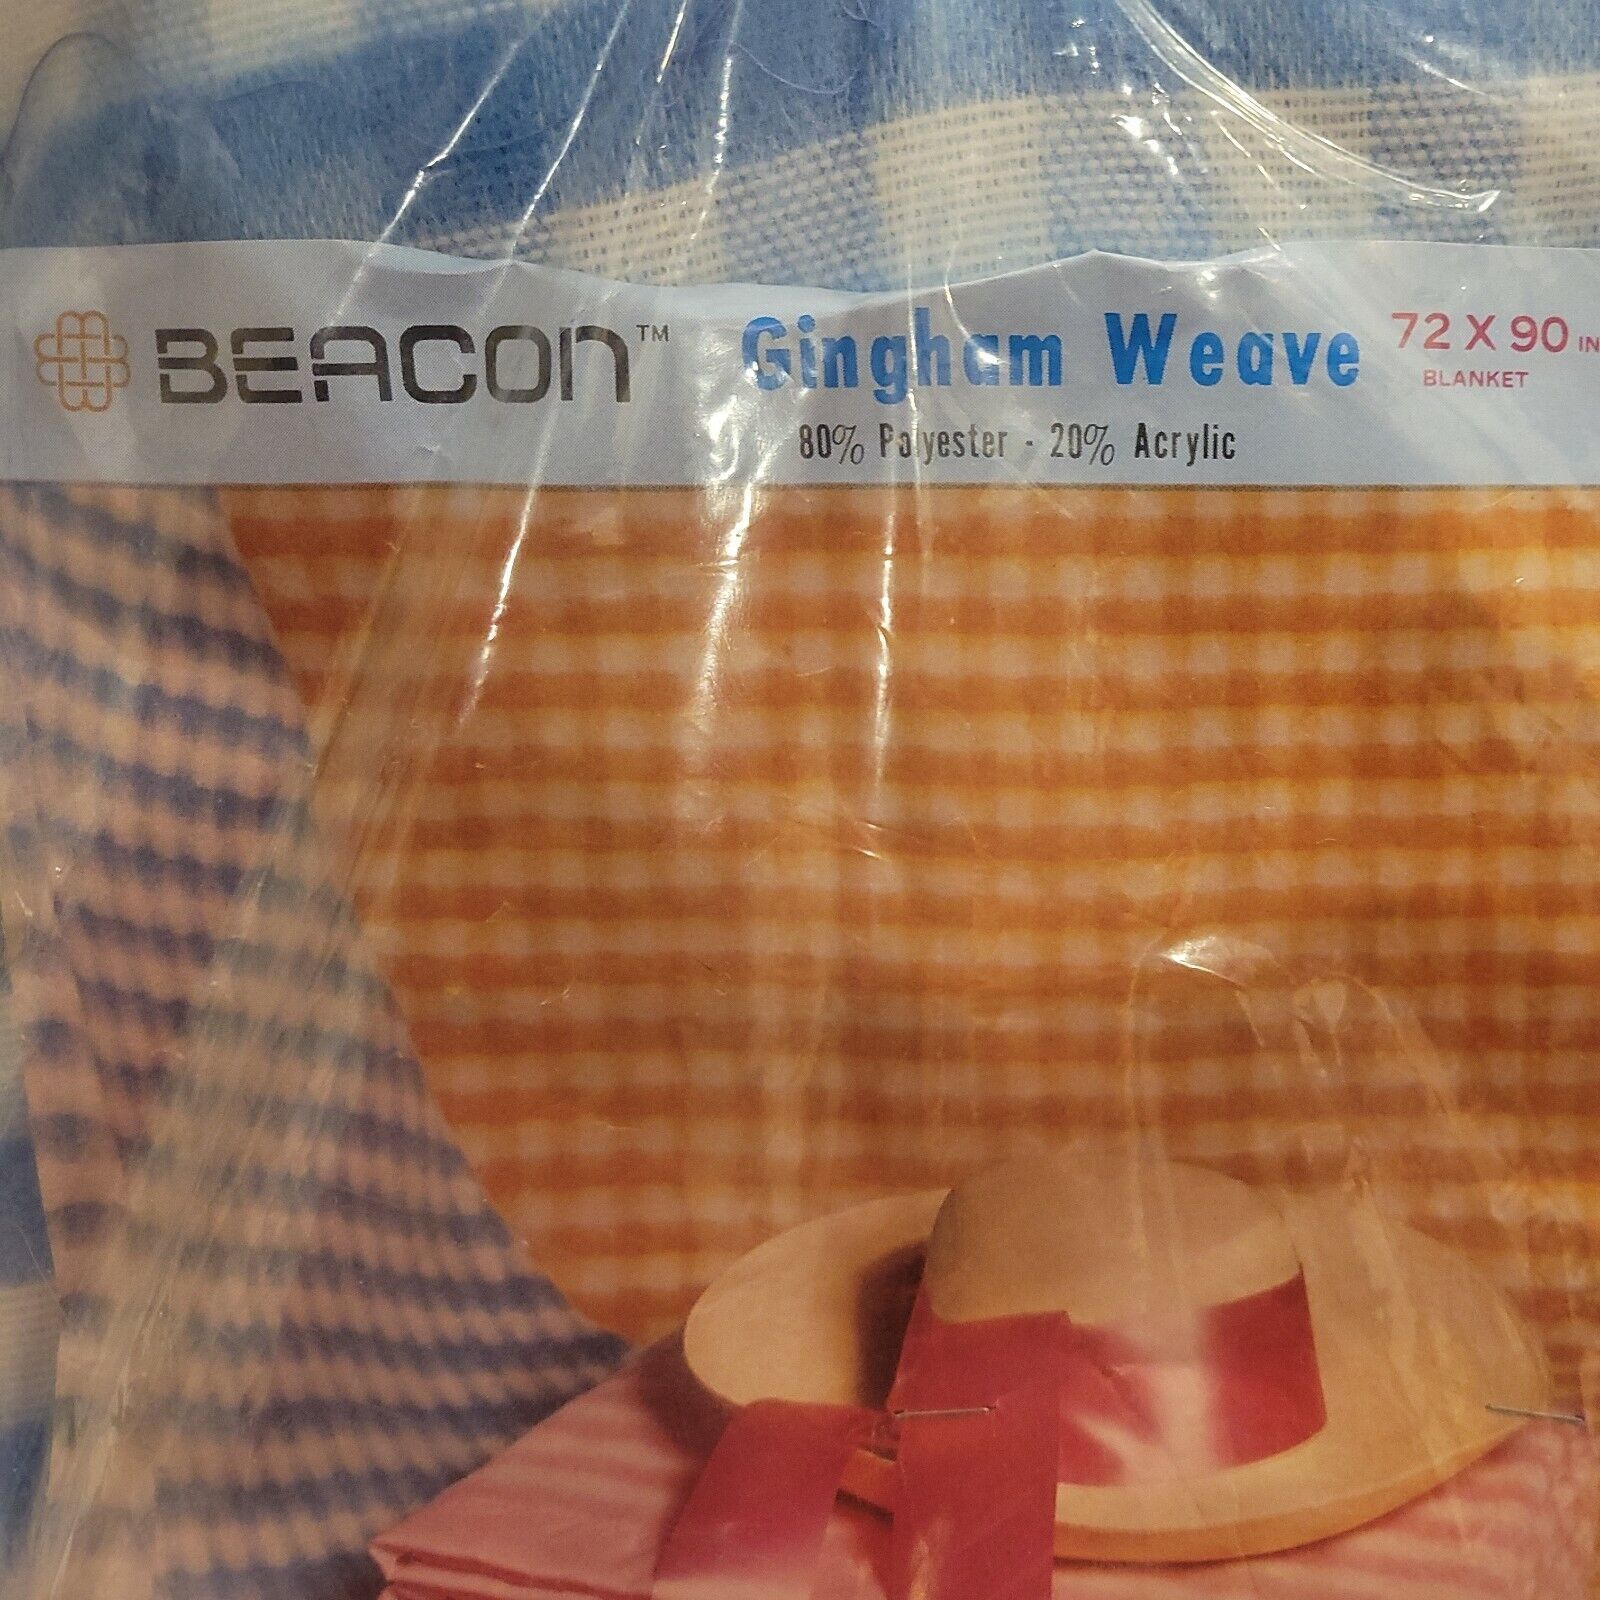 BEACON™ Gingham Weave 72 X 90 IN
BLANKET
80% Polyester - 20% Acrylic